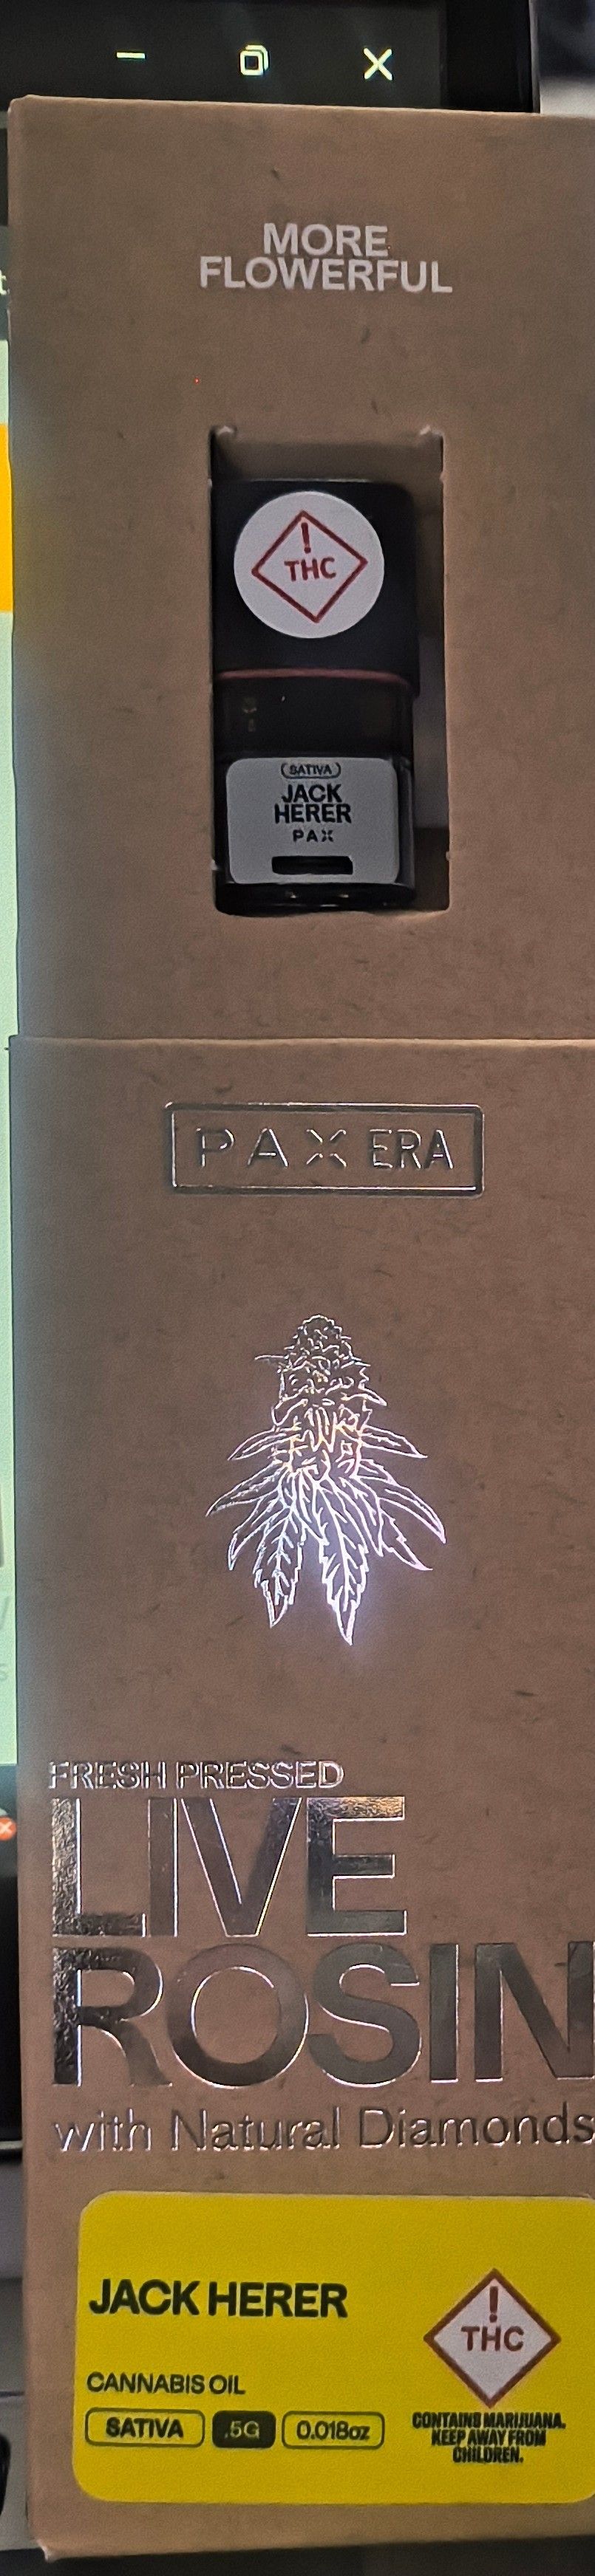 MORE
FLOWERFUL
!
THC
SATIVA
JACK
HERER
PAX
PAX ERA
FRESH PRESSED
LIVE
ROSIN
with Natural Diamonds
JACK HERER
CANNABIS OIL
SATIVA .5G 0.018oz
!
THC
CONTAINS MARIJUANA.
KEEP AWAY FROM
CHILDREN.